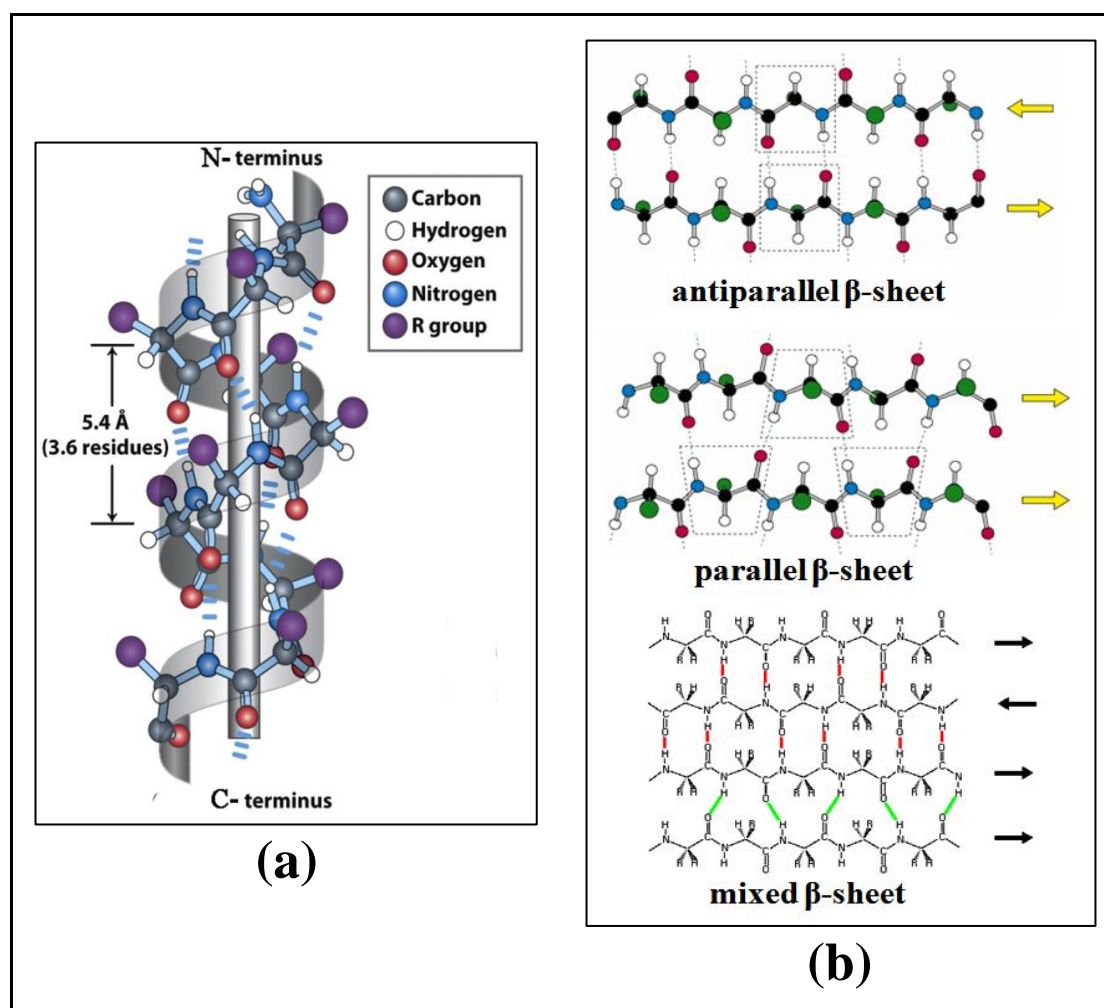 N- terminus
Carbon
Hydrogen
Oxygen
Nitrogen
R group
5.4 Å
(3.6 residues)
C- terminus
(a)
antiparallel β-sheet
parallel β-sheet
mixed β-sheet
(b)